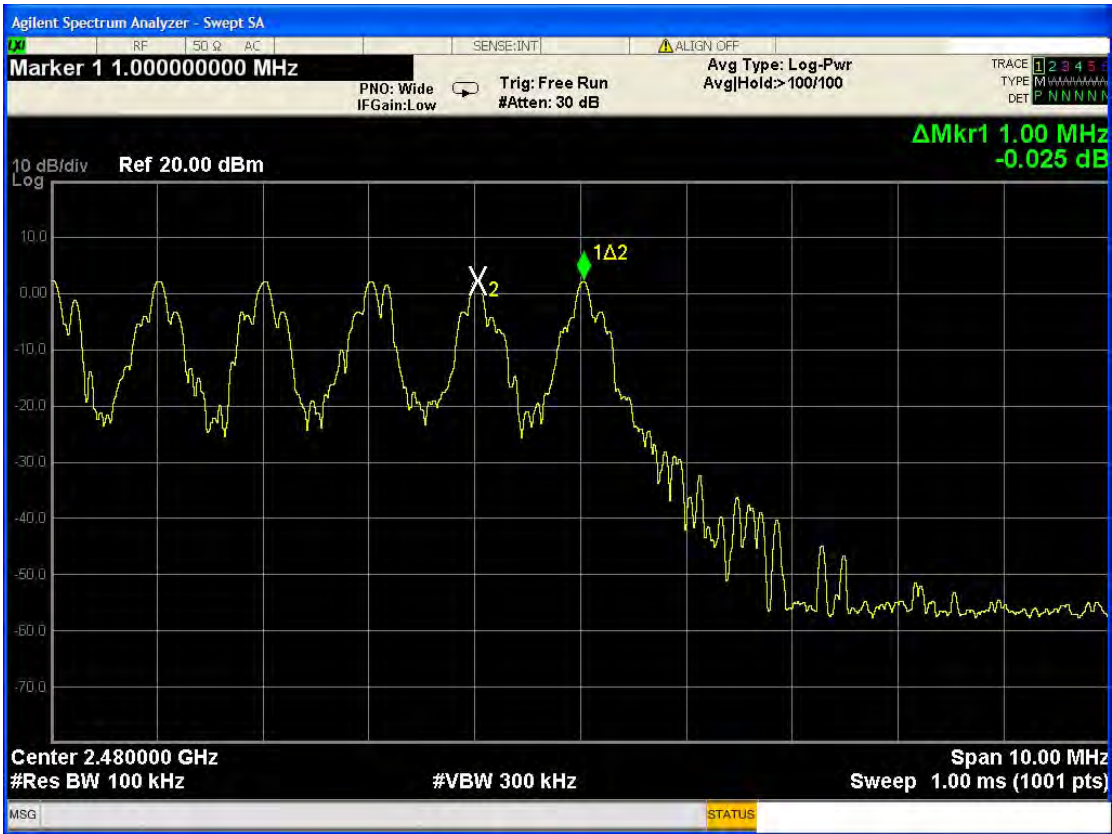 Agilent Spectrum Analyzer - Swept SA
LXI RF 50 Ω AC SENSE:INT ALIGN OFF
Marker 1 1.000000000 MHz
PNO: Wide Trig: Free Run
IFGain:Low #Atten: 30 dB
Avg Type: Log-Pwr
Avg|Hold:>100/100
TRACE 1 2 3 4 5 6
TYPE M
DET P N N N N N
ΔMkr1 1.00 MHz
-0.025 dB
10 dB/div Ref 20.00 dBm
Log
10.0
1Δ2
0.00
X2
-10.0
-20.0
-30.0
-40.0
-50.0
-60.0
-70.0
Center 2.480000 GHz Span 10.00 MHz
#Res BW 100 kHz #VBW 300 kHz Sweep 1.00 ms (1001 pts)
MSG STATUS